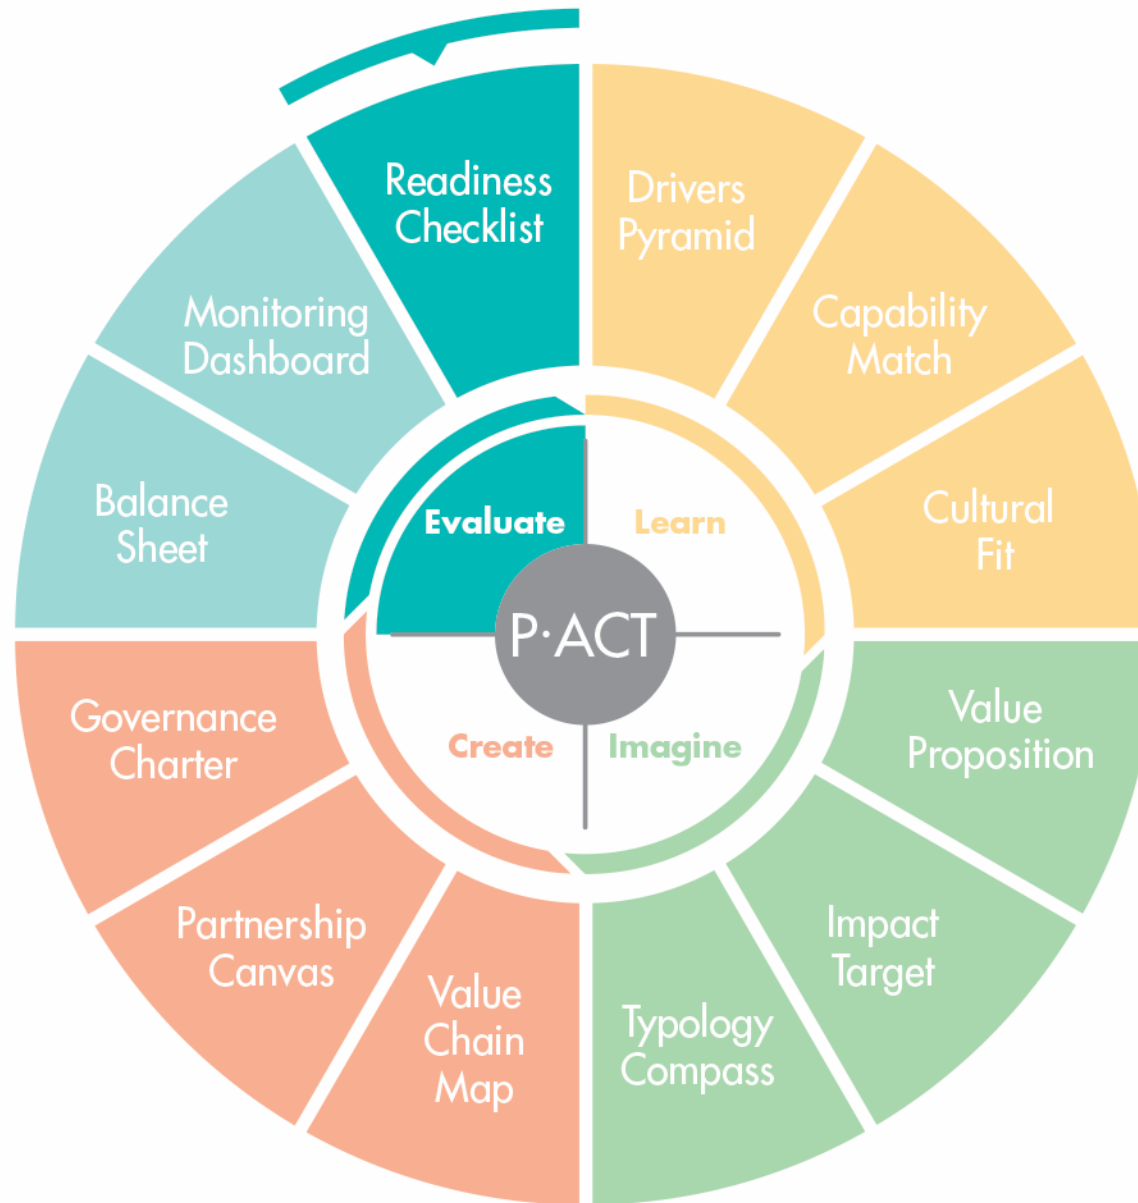 Readiness
Checklist
Drivers
Pyramid
Capability
Match
Cultural
Fit
Value
Proposition
Impact
Target
Typology
Compass
Value
Chain
Map
Partnership
Canvas
Governance
Charter
Balance
Sheet
Monitoring
Dashboard
Evaluate
Learn
P·ACT
Create
Imagine